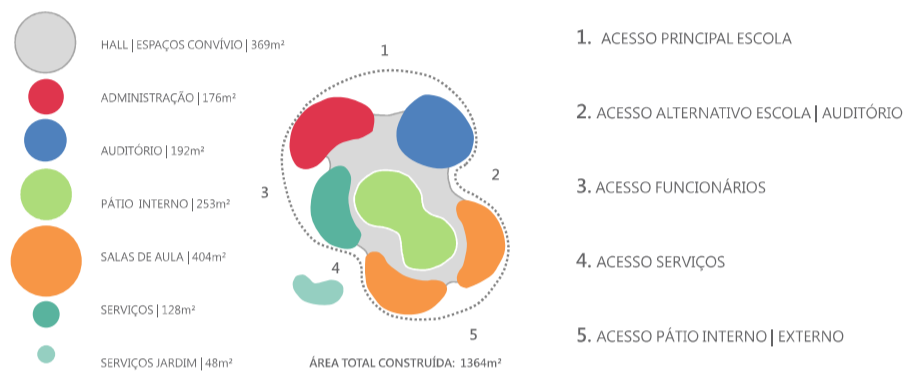 HALL | ESPAÇOS CONVÍVIO | 369m²
ADMINISTRAÇÃO | 176m²
AUDITÓRIO | 192m²
PÁTIO INTERNO | 253m²
SALAS DE AULA | 404m²
SERVIÇOS | 128m²
SERVIÇOS JARDIM | 48m²
1
2
3
4
5
ÁREA TOTAL CONSTRUÍDA: 1364m²
1. ACESSO PRINCIPAL ESCOLA
2. ACESSO ALTERNATIVO ESCOLA | AUDITÓRIO
3. ACESSO FUNCIONÁRIOS
4. ACESSO SERVIÇOS
5. ACESSO PÁTIO INTERNO | EXTERNO